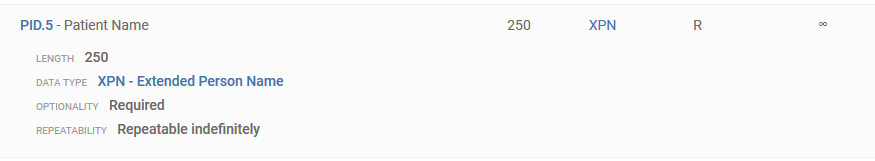 PID.5 - Patient Name 250 XPN R ∞
LENGTH 250
DATA TYPE XPN - Extended Person Name
OPTIONALITY Required
REPEATABILITY Repeatable indefinitely